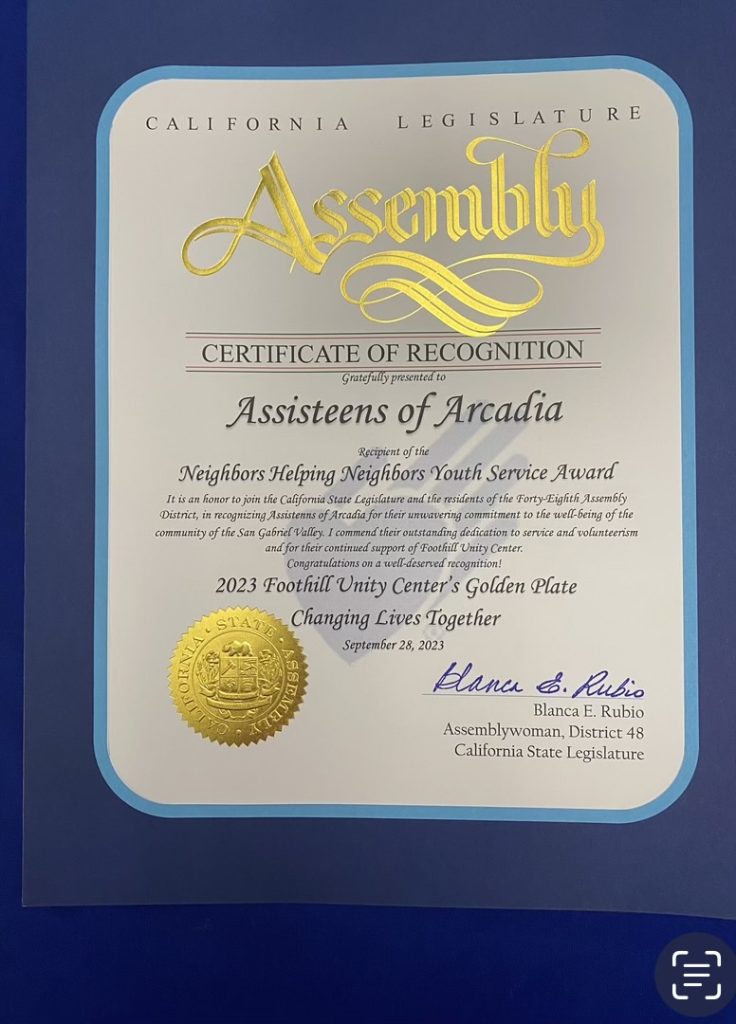 CALIFORNIA LEGISLATURE
Assembly
CERTIFICATE OF RECOGNITION
Gratefully presented to
Assisteens of Arcadia
Recipient of the
Neighbors Helping Neighbors Youth Service Award
It is an honor to join the California State Legislature and the residents of the Forty-Eighth Assembly
District, in recognizing Assistenns of Arcadia for their unwavering commitment to the well-being of the
community of the San Gabriel Valley. I commend their outstanding dedication to service and volunteerism
and for their continued support of Foothill Unity Center.
Congratulations on a well-deserved recognition!
2023 Foothill Unity Center's Golden Plate
Changing Lives Together
September 28, 2023
CALIFORNIA · STATE · ASSEMBLY
Blanca E. Rubio
Blanca E. Rubio
Assemblywoman, District 48
California State Legislature